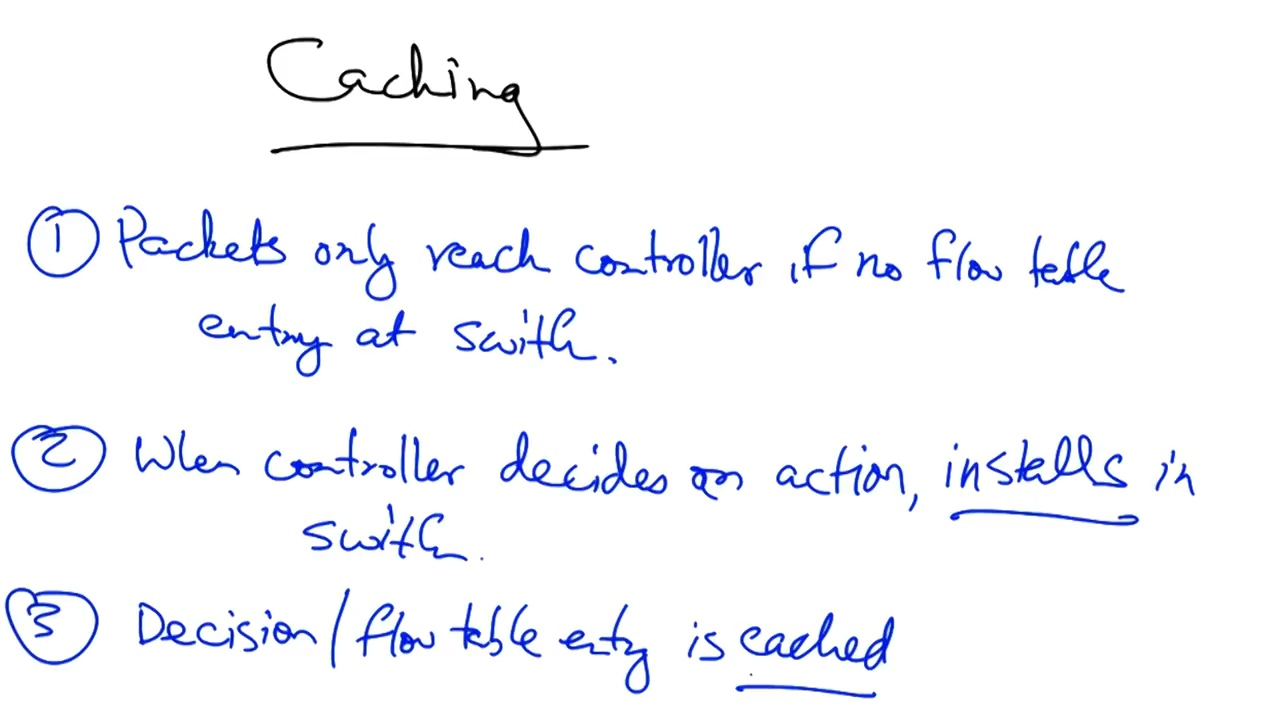 Caching
① Packets only reach controller if no flow table
entry at switch.
② When controller decides on action, installs in
switch.
③ Decision/flow table entry is cached